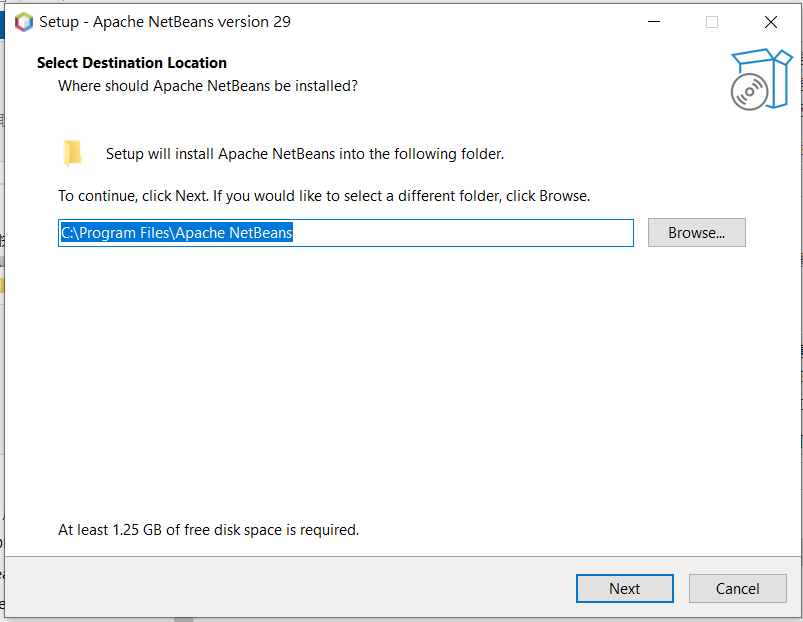 Setup - Apache NetBeans version 29
Select Destination Location
Where should Apache NetBeans be installed?
Setup will install Apache NetBeans into the following folder.
To continue, click Next. If you would like to select a different folder, click Browse.
C:\Program Files\Apache NetBeans
Browse...
At least 1.25 GB of free disk space is required.
Next
Cancel